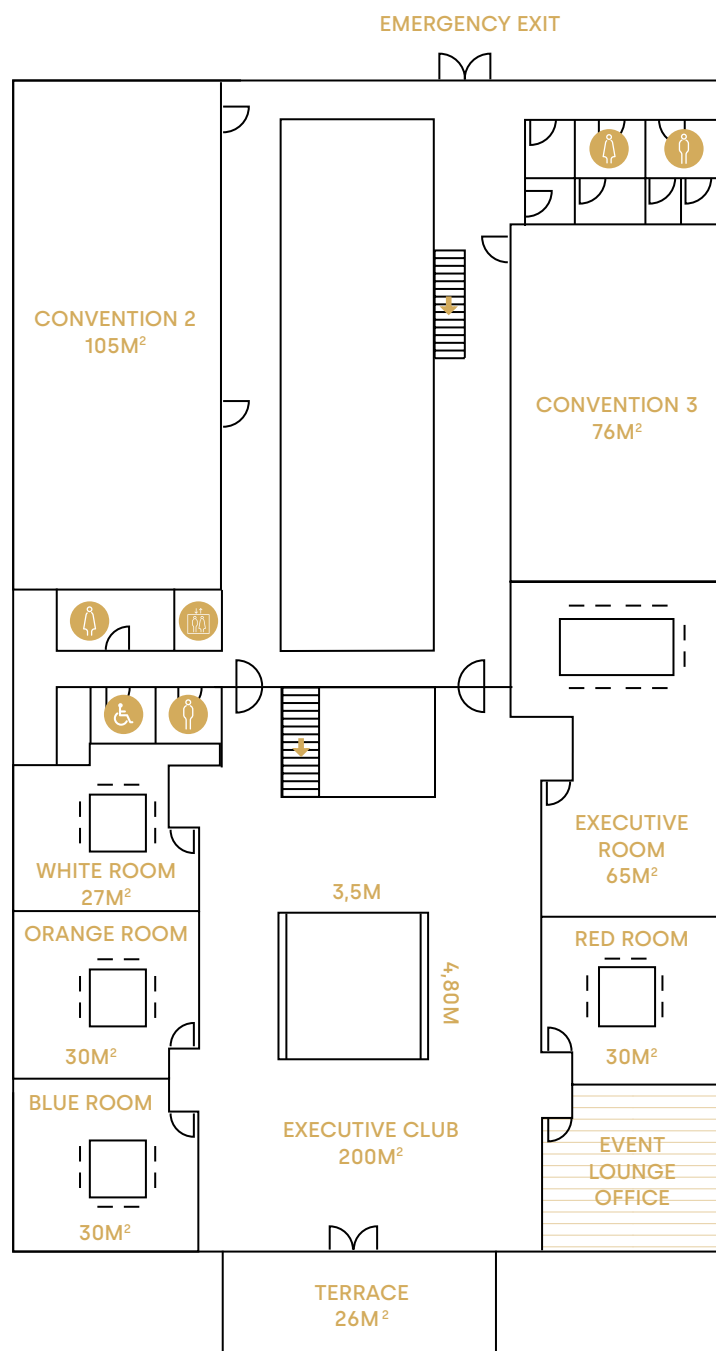 EMERGENCY EXIT
CONVENTION 2
105M²
CONVENTION 3
76M²
WHITE ROOM
27M²
EXECUTIVE
ROOM
65M²
3,5M
4,80M
ORANGE ROOM
30M²
RED ROOM
30M²
BLUE ROOM
30M²
EXECUTIVE CLUB
200M²
EVENT
LOUNGE
OFFICE
TERRACE
26M²